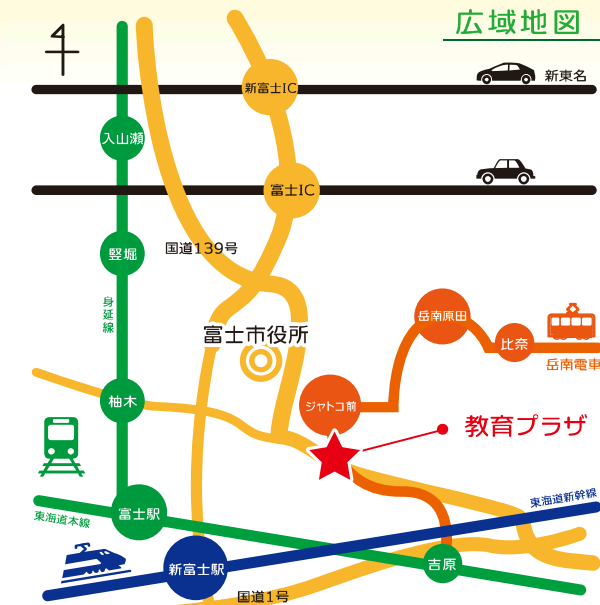 広域地図
新東名
新富士IC
入山瀬
富士IC
国道139号
竪堀
身延線
岳南原田
富士市役所
比奈
岳南電車
柚木
ジヤトコ前
教育プラザ
東海道新幹線
富士駅
東海道本線
新富士駅
吉原
国道1号